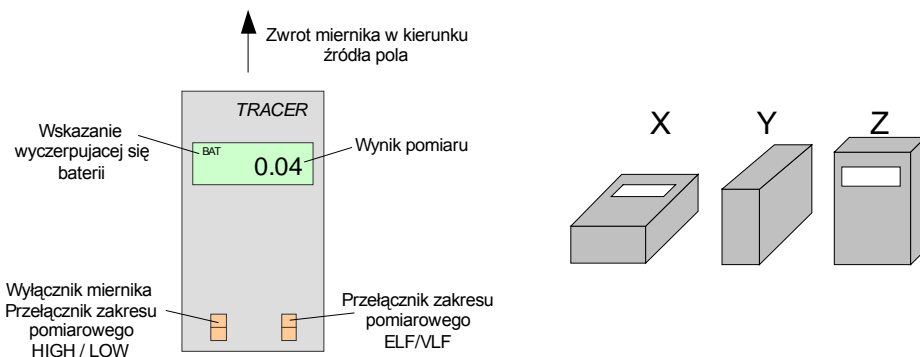 Zwrot miernika w kierunku
źródła pola
TRACER
Wskazanie
wyczerpujacej się
baterii
BAT
0.04
Wynik pomiaru
X
Y
Z
Wyłącznik miernika
Przełącznik zakresu
pomiarowego
HIGH / LOW
Przełącznik zakresu
pomiarowego
ELF/VLF